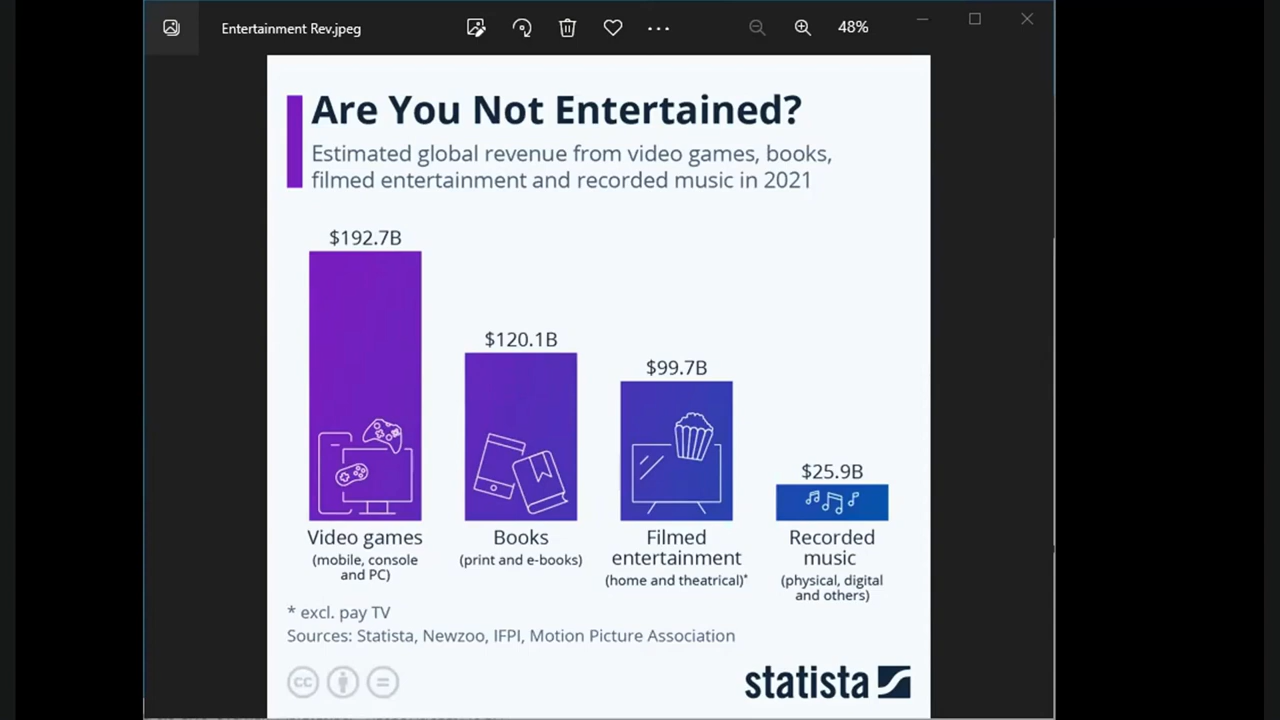 Entertainment Rev.jpeg
48%
Are You Not Entertained?
Estimated global revenue from video games, books,
filmed entertainment and recorded music in 2021
$192.7B
$120.1B
$99.7B
$25.9B
Video games
(mobile, console
and PC)
Books
(print and e-books)
Filmed
entertainment
(home and theatrical)*
Recorded
music
(physical, digital
and others)
* excl. pay TV
Sources: Statista, Newzoo, IFPI, Motion Picture Association
cc
statista